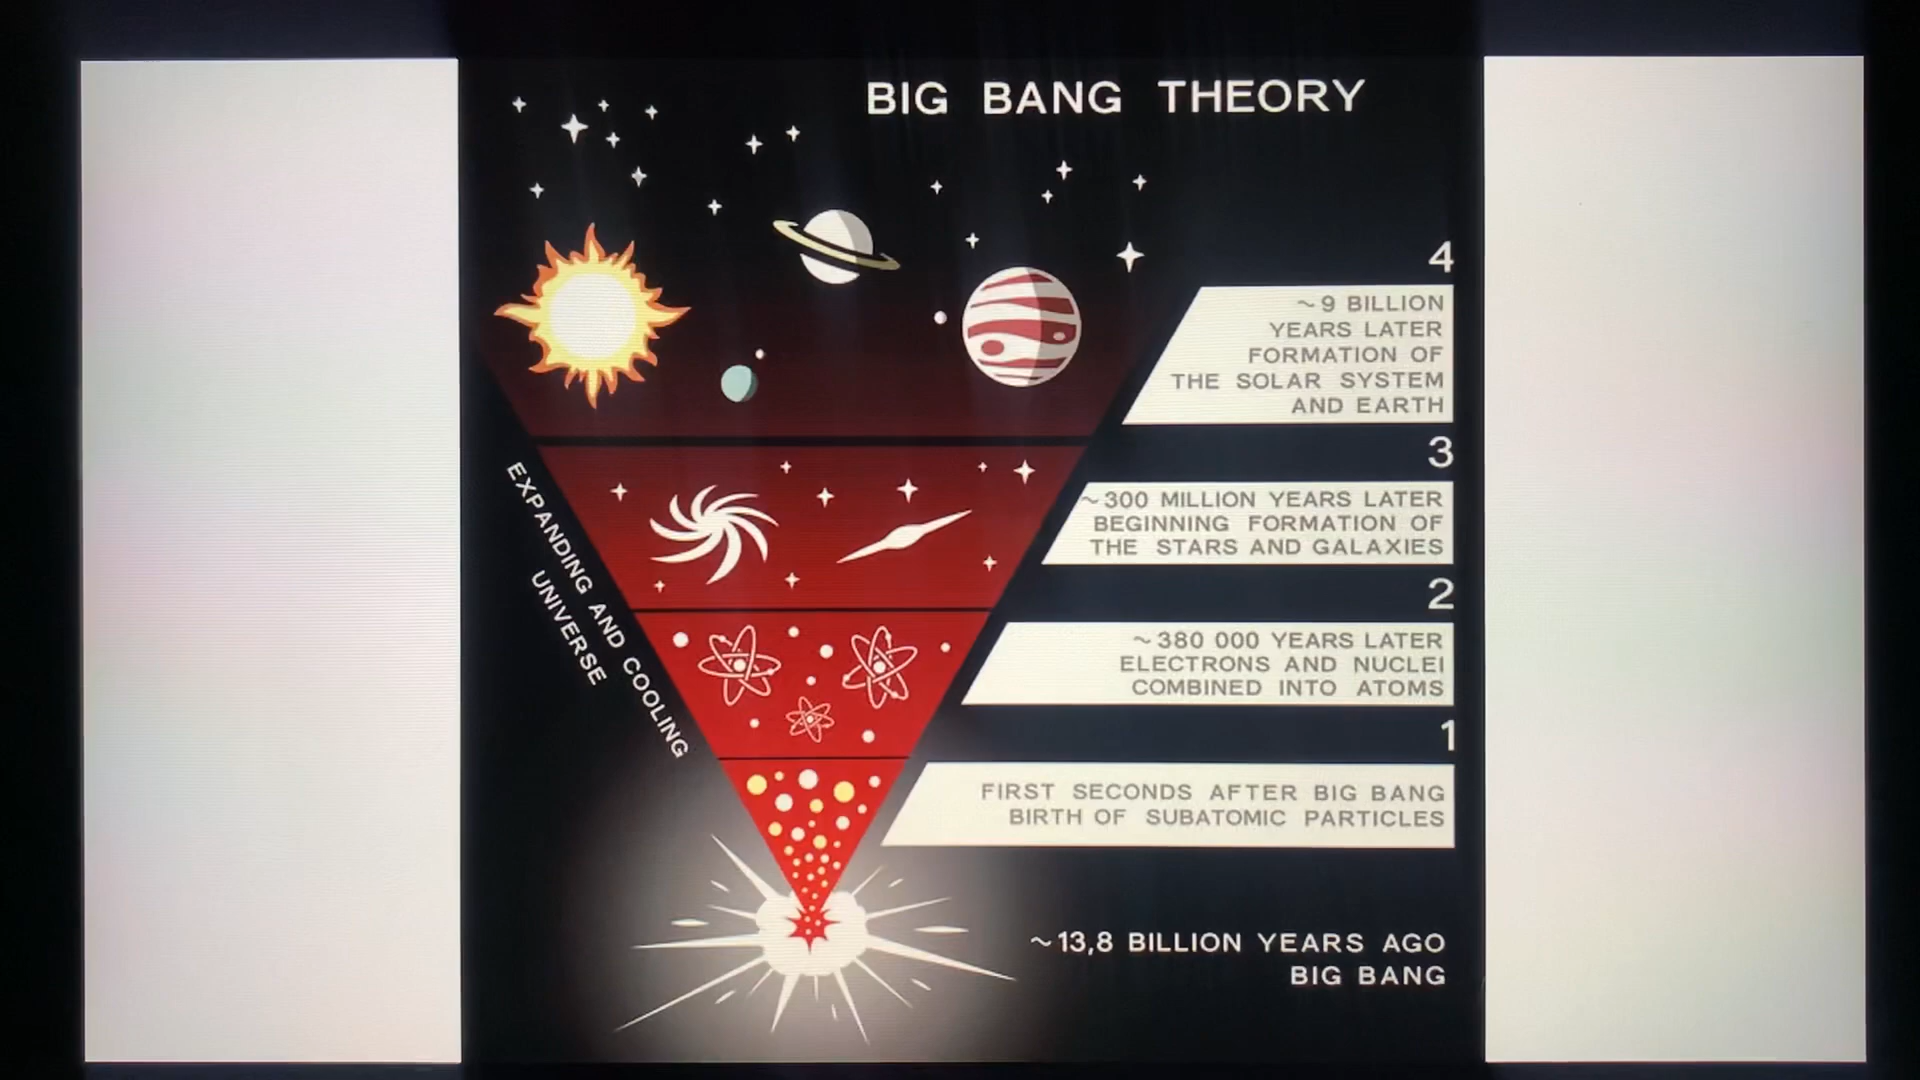 BIG BANG THEORY
4
~9 BILLION
YEARS LATER
FORMATION OF
THE SOLAR SYSTEM
AND EARTH
3
~300 MILLION YEARS LATER
BEGINNING FORMATION OF
THE STARS AND GALAXIES
2
~380 000 YEARS LATER
ELECTRONS AND NUCLEI
COMBINED INTO ATOMS
1
FIRST SECONDS AFTER BIG BANG
BIRTH OF SUBATOMIC PARTICLES
~13,8 BILLION YEARS AGO
BIG BANG
EXPANDING AND COOLING
UNIVERSE